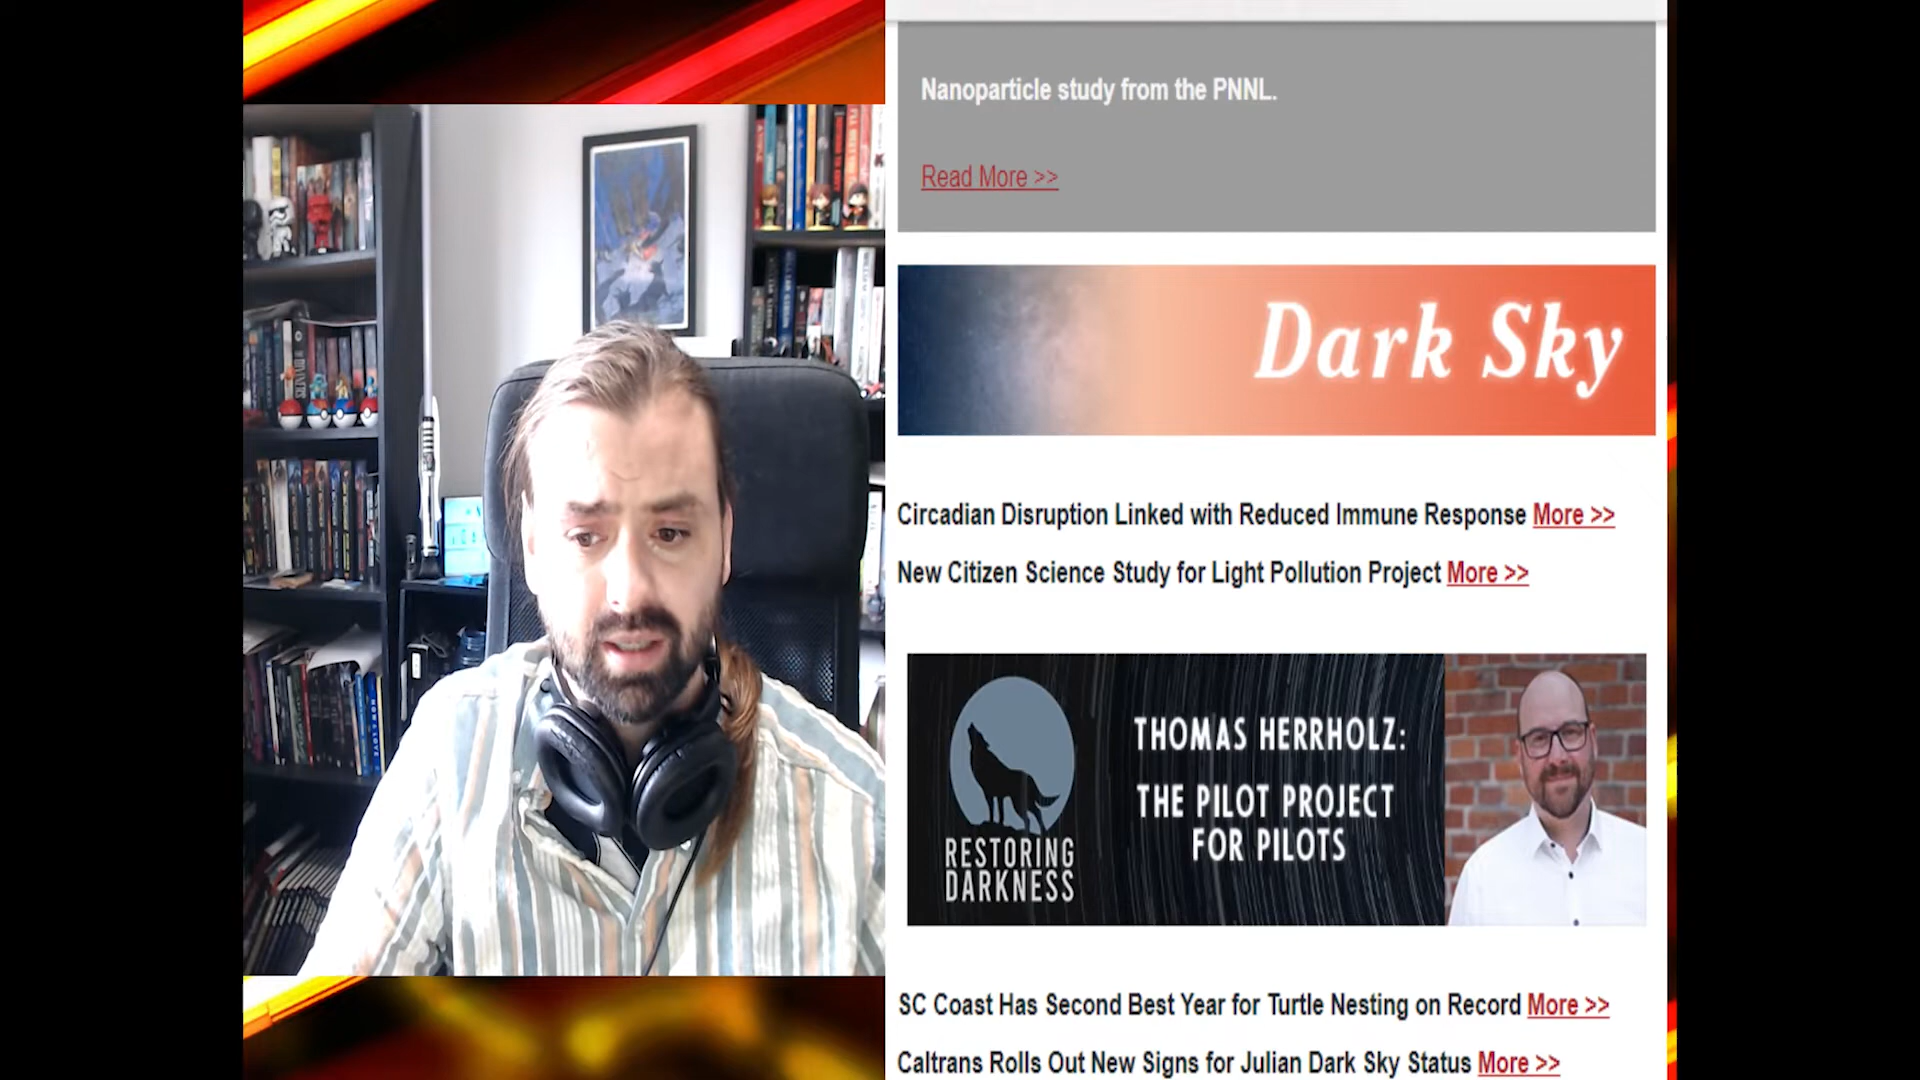 Nanoparticle study from the PNNL.
Read More >>
Dark Sky
Circadian Disruption Linked with Reduced Immune Response More >>
New Citizen Science Study for Light Pollution Project More >>
RESTORING
DARKNESS
THOMAS HERRHOLZ:
THE PILOT PROJECT
FOR PILOTS
SC Coast Has Second Best Year for Turtle Nesting on Record More >>
Caltrans Rolls Out New Signs for Julian Dark Sky Status More >>